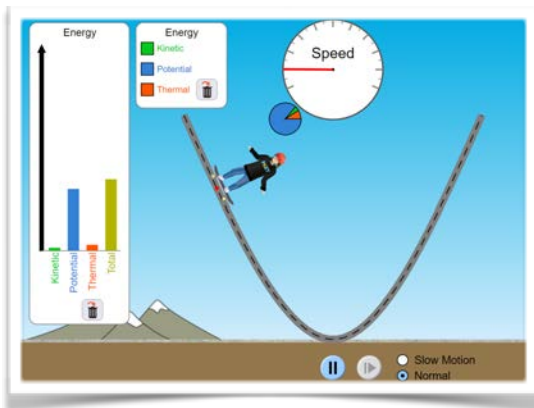 Energy
Kinetic
Potential
Thermal
Total
Energy
Kinetic
Potential
Thermal
Speed
Slow Motion
Normal